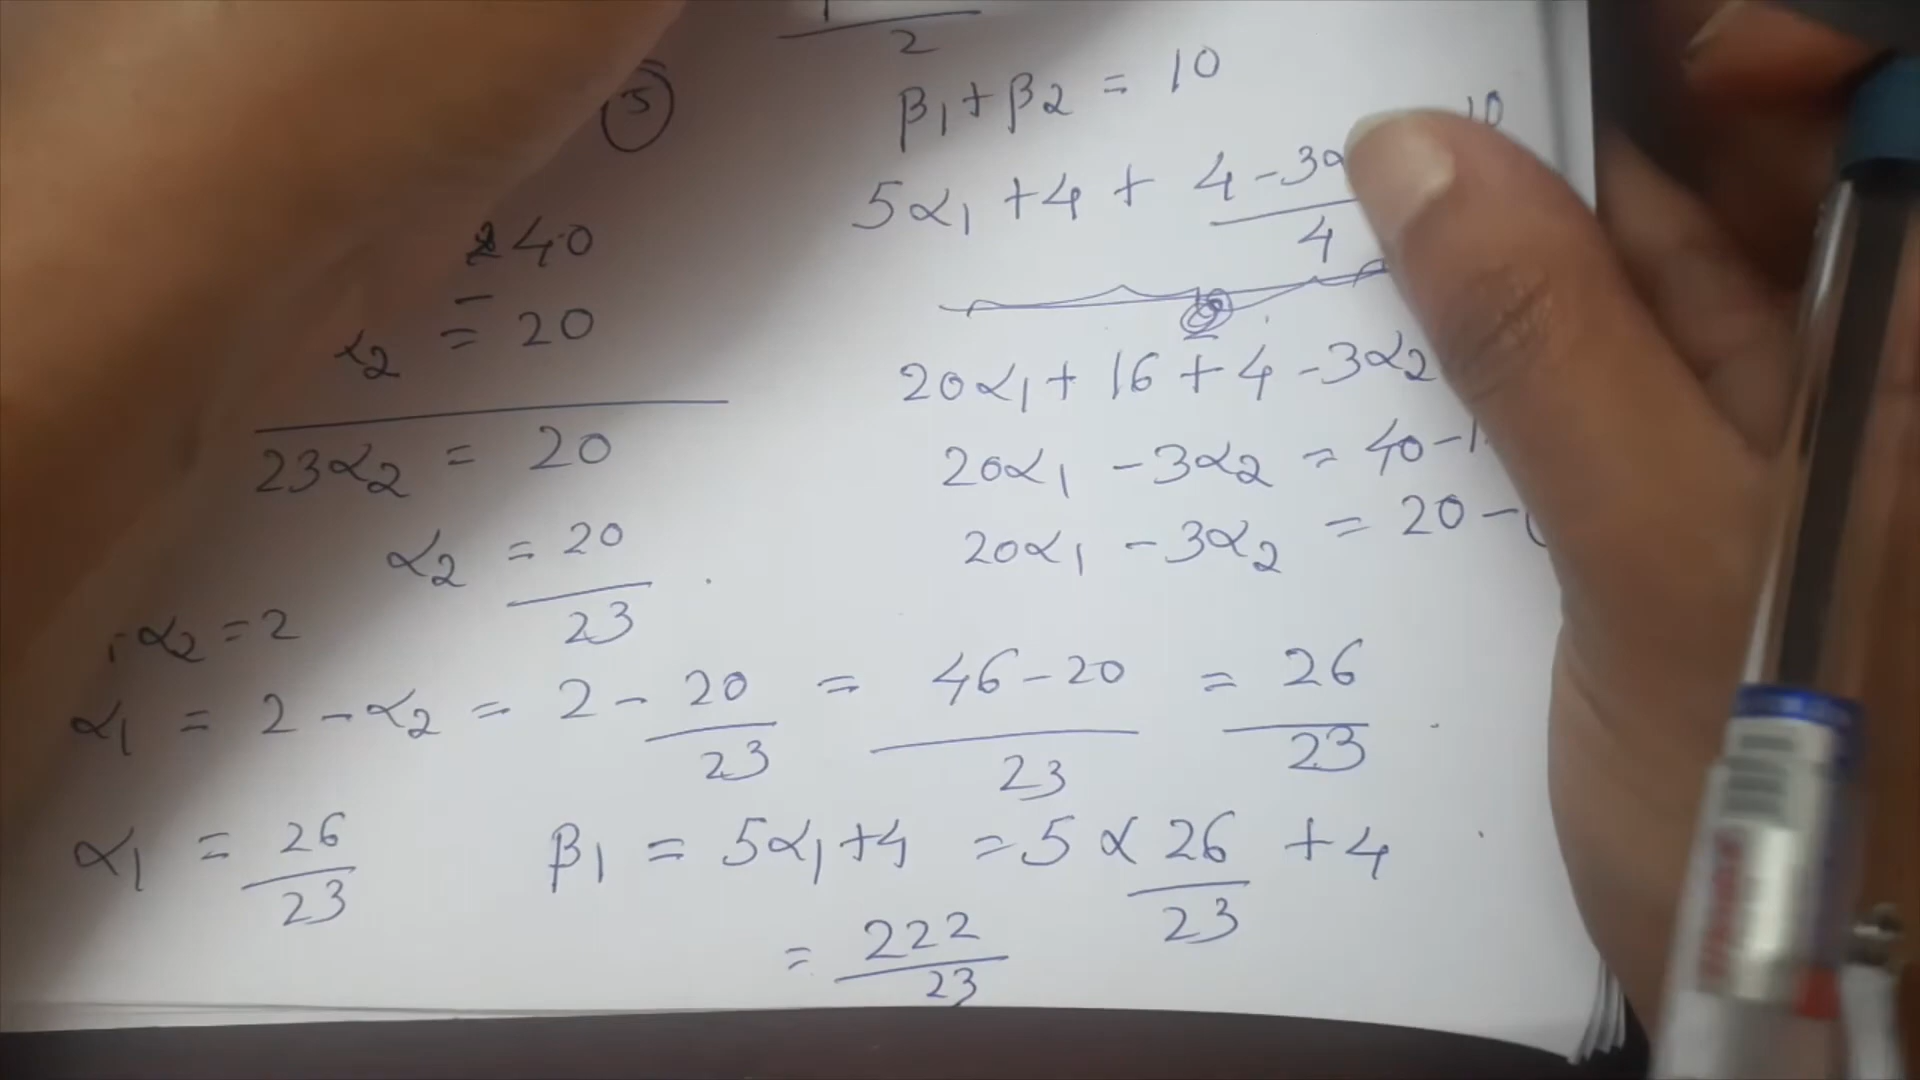 2
β1+β2 = 10
5
10
5α1 +4 + 4-3α
4
40
= 20
α2
20α1+ 16 + 4 -3α2
23α2 = 20
20α1 -3α2 = 40-
20α1 -3α2 = 20 -
α2 = 20
23
α2 = 2
α1 = 2 - α2 = 2 - 20 = 46-20 = 26
23 23 23
α1 = 26
23
β1 = 5α1+4 = 5 × 26 + 4
23
= 222
23